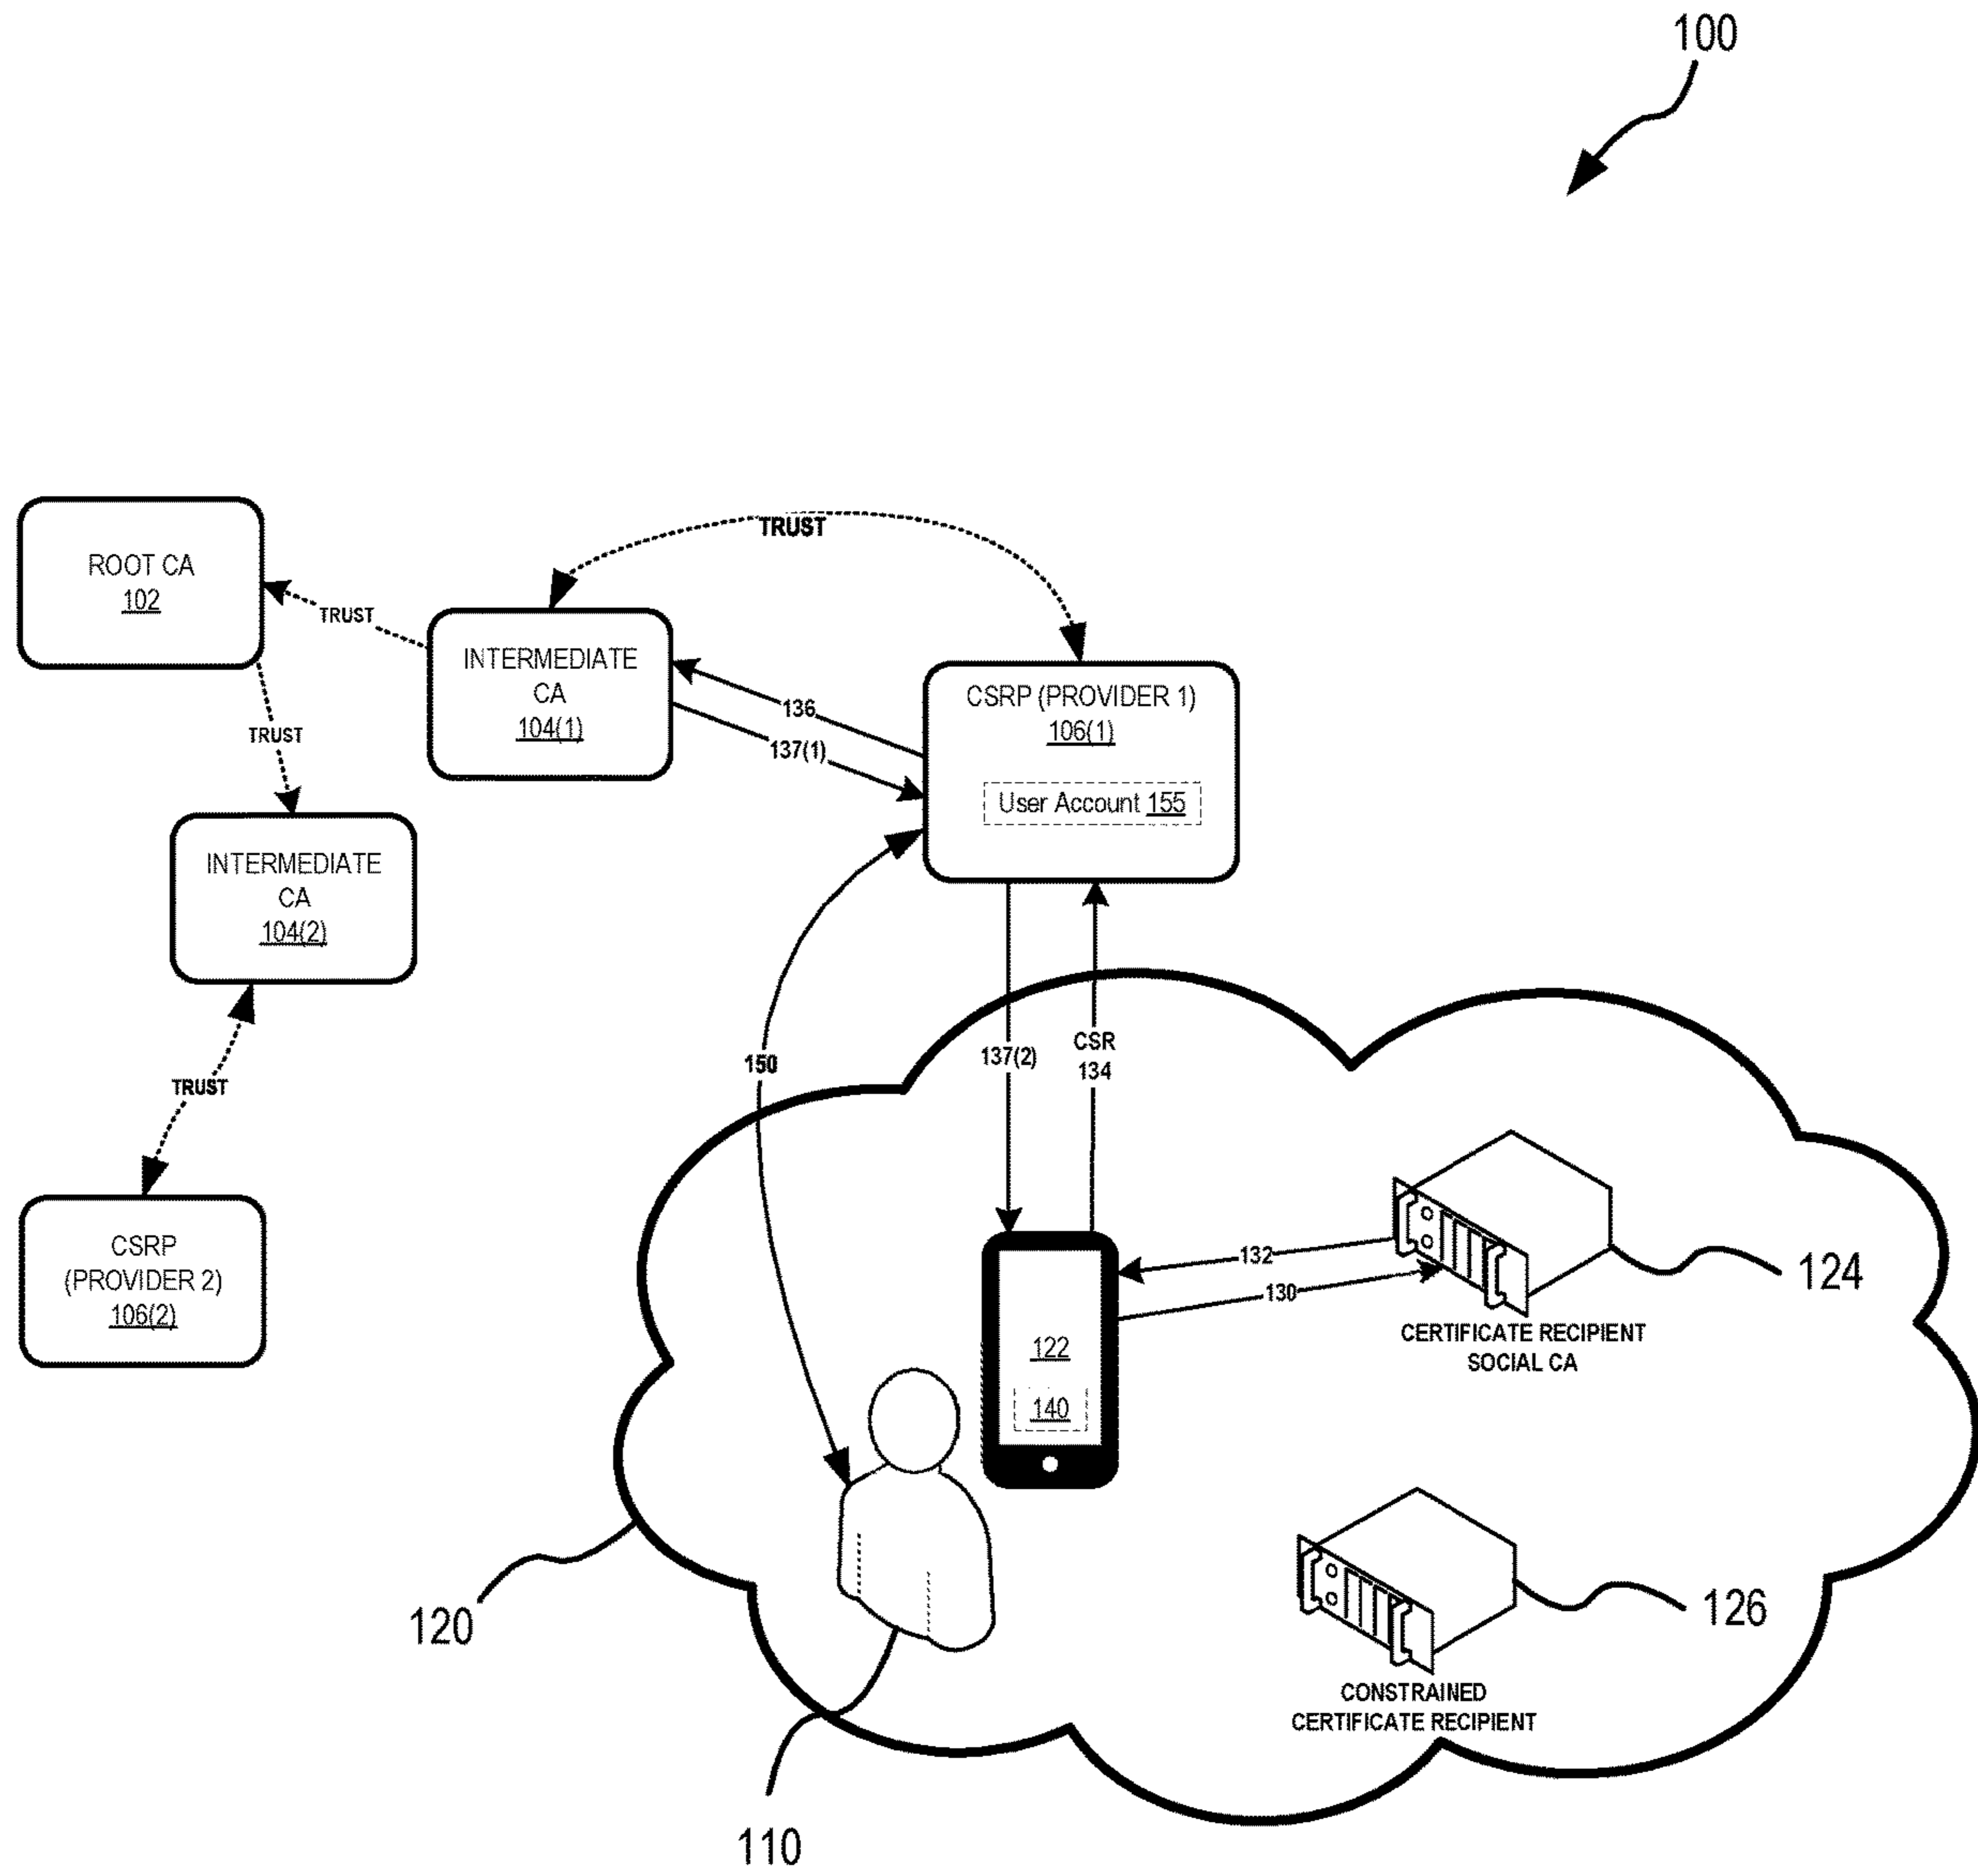 100
TRUST
ROOT CA
102
TRUST
INTERMEDIATE
CA
104(1)
136
137(1)
CSRP (PROVIDER 1)
106(1)
User Account 155
TRUST
INTERMEDIATE
CA
104(2)
TRUST
CSRP
(PROVIDER 2)
106(2)
150
137(2)
CSR
134
132
130
124
CERTIFICATE RECIPIENT
SOCIAL CA
122
140
120
126
CONSTRAINED
CERTIFICATE RECIPIENT
110